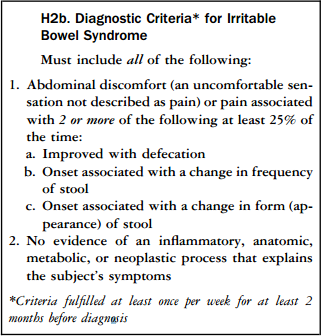 H2b. Diagnostic Criteria* for Irritable
Bowel Syndrome
Must include all of the following:
1. Abdominal discomfort (an uncomfortable sen-
sation not described as pain) or pain associated
with 2 or more of the following at least 25% of
the time:
a. Improved with defecation
b. Onset associated with a change in frequency
of stool
c. Onset associated with a change in form (ap-
pearance) of stool
2. No evidence of an inflammatory, anatomic,
metabolic, or neoplastic process that explains
the subject's symptoms
*Criteria fulfilled at least once per week for at least 2
months before diagnosis